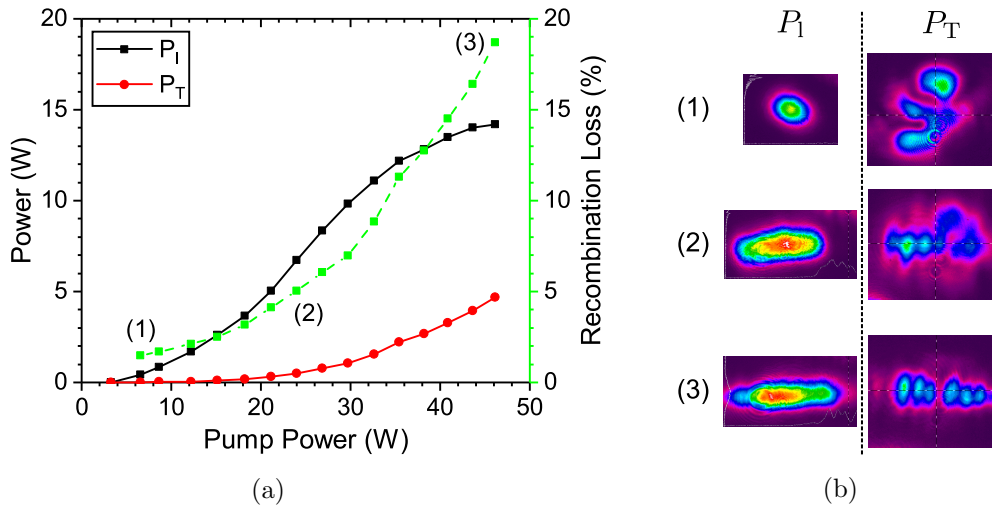 20
15
10
5
0
Power (W)
P_l
P_T
(1)
(2)
(3)
20
15
10
5
0
Recombination Loss (%)
0 10 20 30 40 50
Pump Power (W)
(a)
P_l P_T
(1)
(2)
(3)
(b)